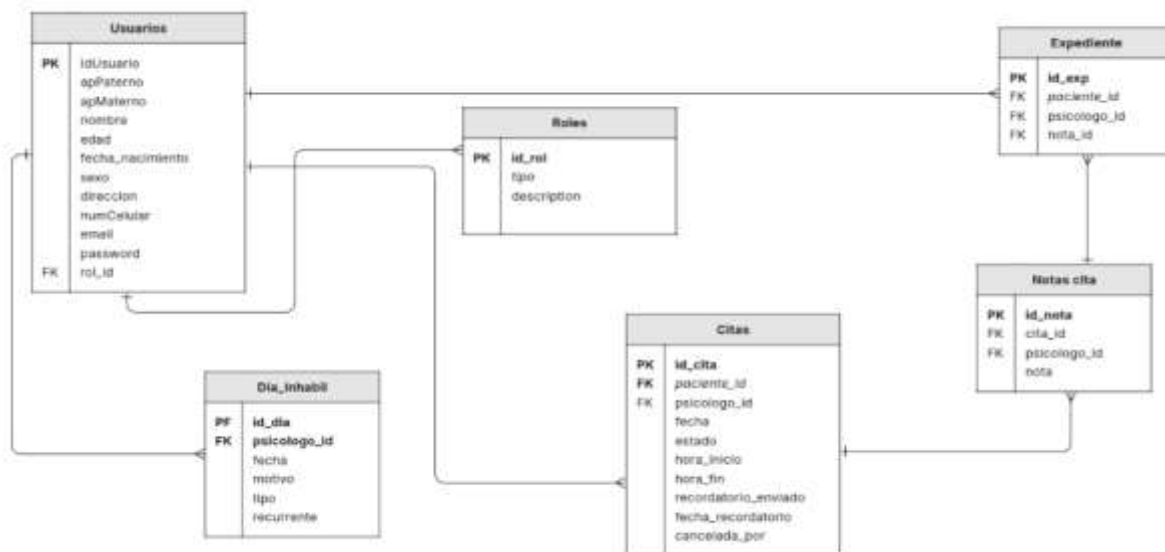 Usuarios
PK idUsuario
apPaterno
apMaterno
nombre
edad
fecha_nacimiento
sexo
direccion
numCelular
email
password
FK rol_id
Roles
PK id_rol
tipo
description
Expediente
PK id_exp
FK paciente_id
FK psicologo_id
FK nota_id
Notas cita
PK id_nota
FK cita_id
FK psicologo_id
nota
Citas
PK id_cita
FK paciente_id
FK psicologo_id
fecha
estado
hora_inicio
hora_fin
recordatorio_enviado
fecha_recordatorio
cancelada_por
Dia_inhabil
PF id_dia
FK psicologo_id
fecha
motivo
tipo
recurrente